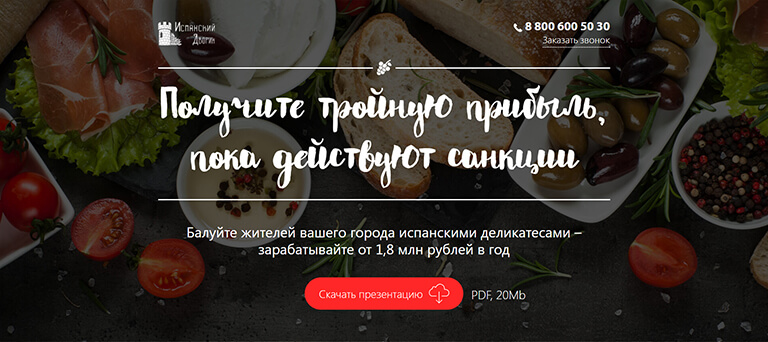 Испанский
Дворик
8 800 600 50 30
Заказать звонок
Получите тройную прибыль,
пока действуют санкции
Балуйте жителей вашего города испанскими деликатесами –
зарабатывайте от 1,8 млн рублей в год
Скачать презентацию
PDF, 20Mb